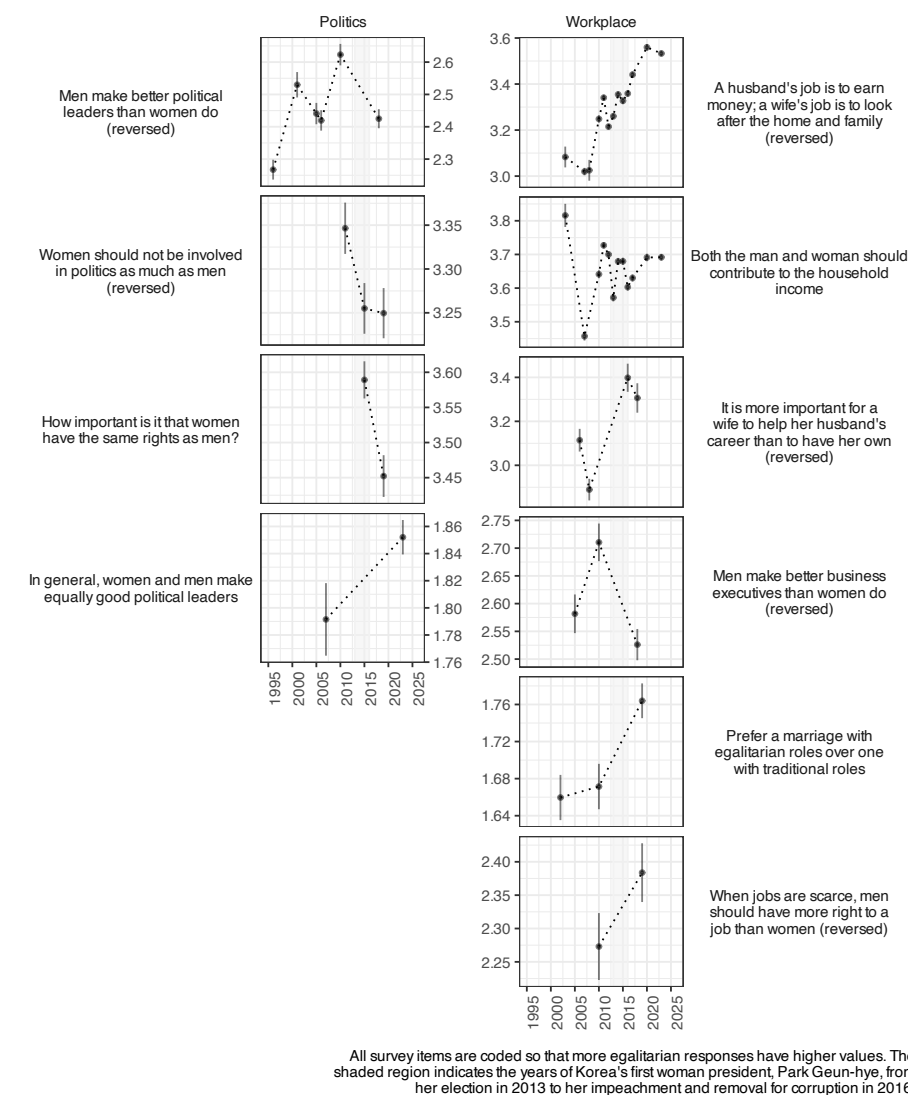 Politics
Workplace
Men make better political
leaders than women do
(reversed)
2.6
2.5
2.4
2.3
3.6
3.4
3.2
3.0
A husband's job is to earn
money; a wife's job is to look
after the home and family
(reversed)
Women should not be involved
in politics as much as men
(reversed)
3.35
3.30
3.25
3.8
3.7
3.6
3.5
Both the man and woman should
contribute to the household
income
How important is it that women
have the same rights as men?
3.60
3.55
3.50
3.45
3.4
3.2
3.0
It is more important for a
wife to help her husband's
career than to have her own
(reversed)
In general, women and men make
equally good political leaders
1.86
1.84
1.82
1.80
1.78
1.76
1995
2000
2005
2010
2015
2020
2025
2.75
2.70
2.65
2.60
2.55
2.50
Men make better business
executives than women do
(reversed)
1.76
1.72
1.68
1.64
Prefer a marriage with
egalitarian roles over one
with traditional roles
2.40
2.35
2.30
2.25
When jobs are scarce, men
should have more right to a
job than women (reversed)
1995
2000
2005
2010
2015
2020
2025
All survey items are coded so that more egalitarian responses have higher values.
shaded region indicates the years of Korea's first woman president, Park Geun-hye,
her election in 2013 to her impeachment and removal for corruption in 2016